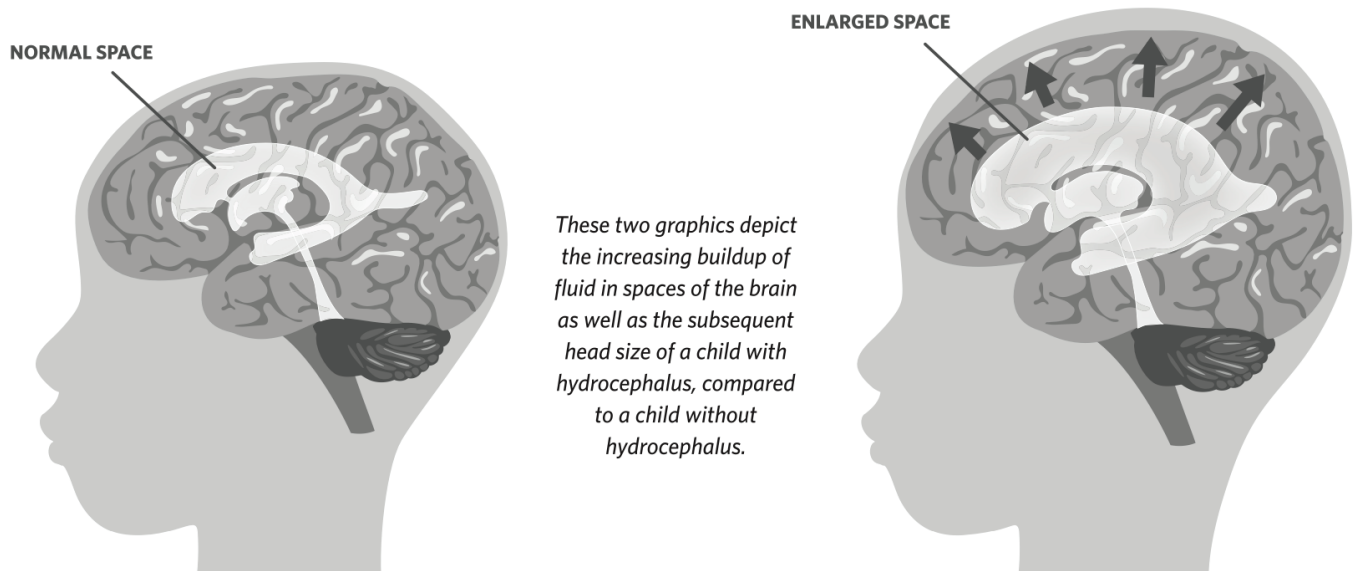 NORMAL SPACE
ENLARGED SPACE
These two graphics depict
the increasing buildup of
fluid in spaces of the brain
as well as the subsequent
head size of a child with
hydrocephalus, compared
to a child without
hydrocephalus.